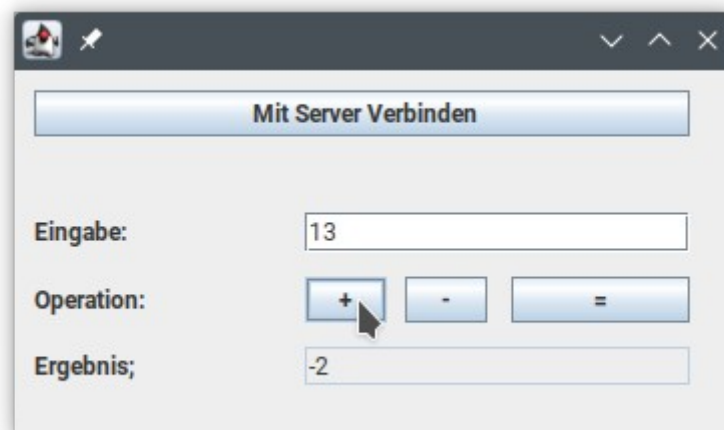 Mit Server Verbinden
Eingabe: 13
Operation: + - =
Ergebnis; -2